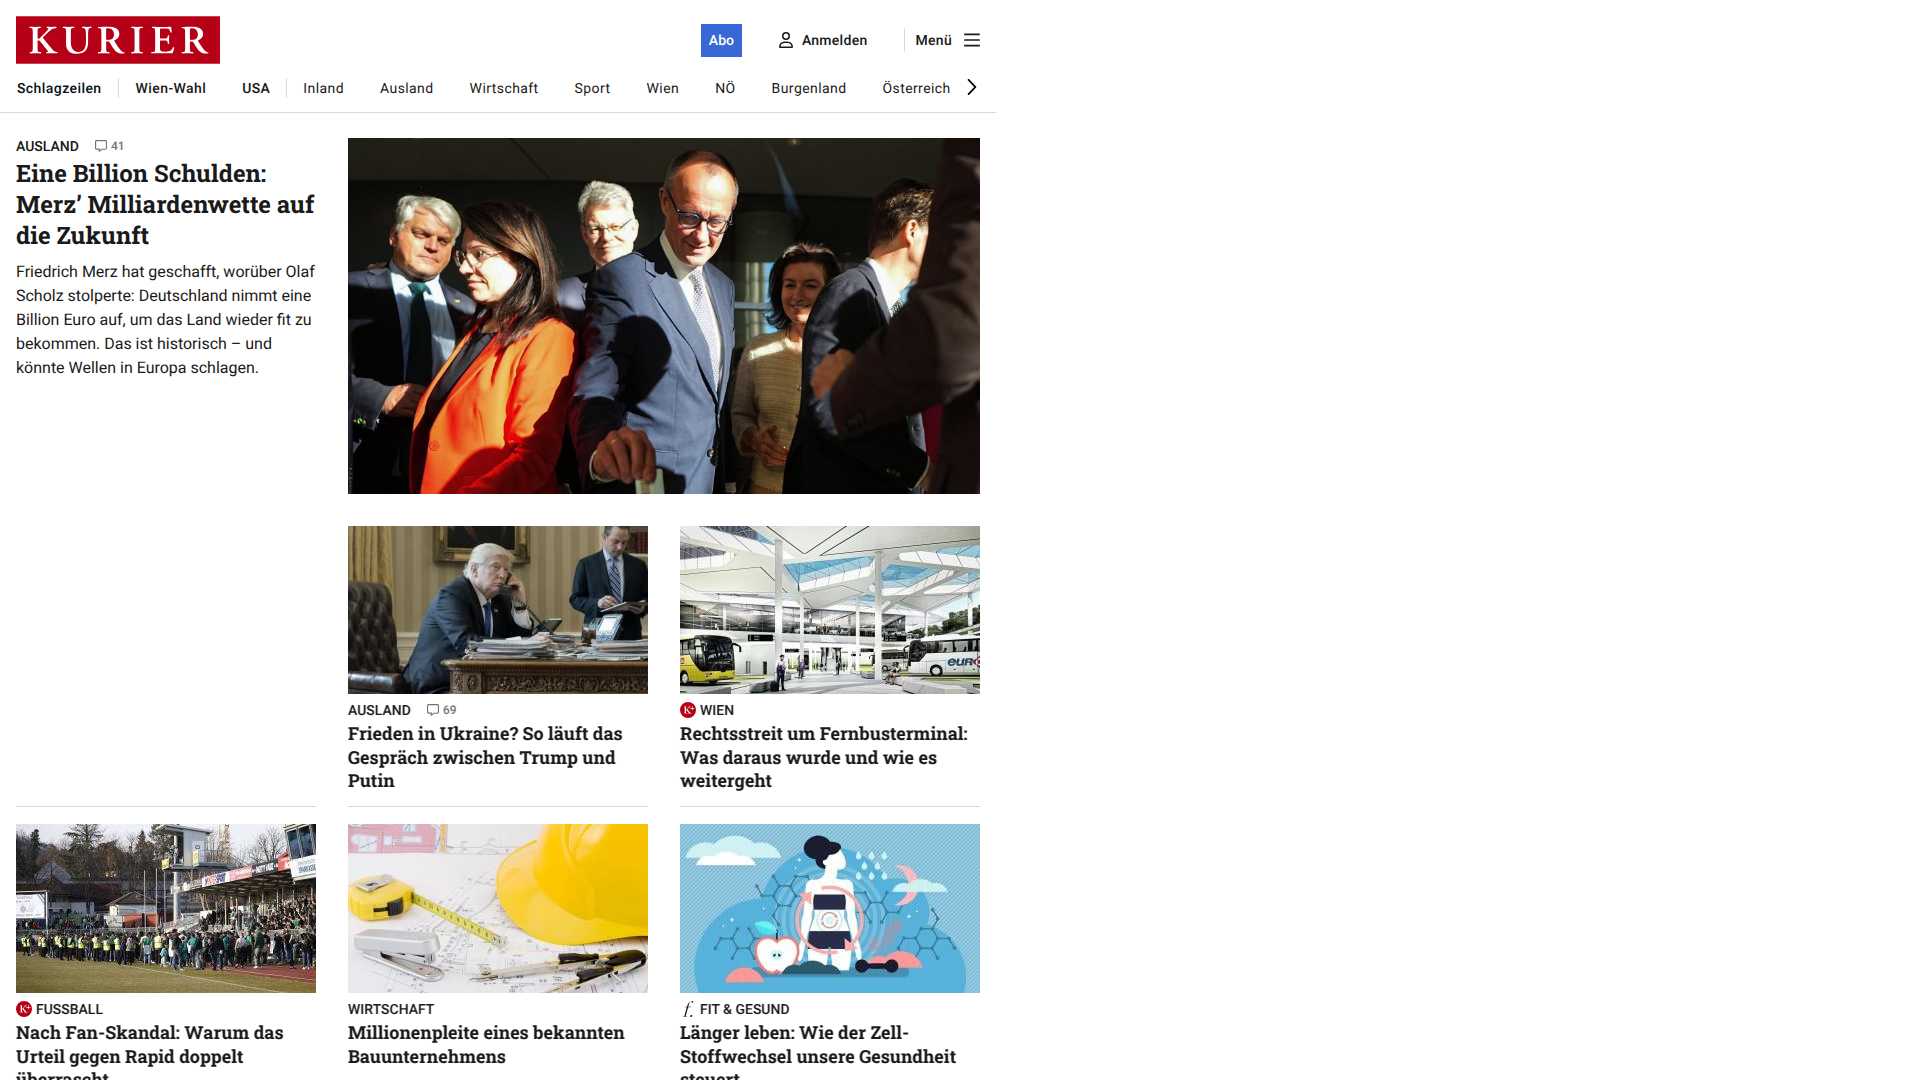 KURIER
Abo
Anmelden
Menü
Schlagzeilen
Wien-Wahl
USA
Inland
Ausland
Wirtschaft
Sport
Wien
NÖ
Burgenland
Österreich
AUSLAND 41
Eine Billion Schulden:
Merz’ Milliardenwette auf
die Zukunft
Friedrich Merz hat geschafft, worüber Olaf
Scholz stolperte: Deutschland nimmt eine
Billion Euro auf, um das Land wieder fit zu
bekommen. Das ist historisch – und
könnte Wellen in Europa schlagen.
AUSLAND 69
Frieden in Ukraine? So läuft das
Gespräch zwischen Trump und
Putin
K+ WIEN
Rechtsstreit um Fernbusterminal:
Was daraus wurde und wie es
weitergeht
K+ FUSSBALL
Nach Fan-Skandal: Warum das
Urteil gegen Rapid doppelt
überrascht
WIRTSCHAFT
Millionenpleite eines bekannten
Bauunternehmens
f. FIT & GESUND
Länger leben: Wie der Zell-
Stoffwechsel unsere Gesundheit
steuert